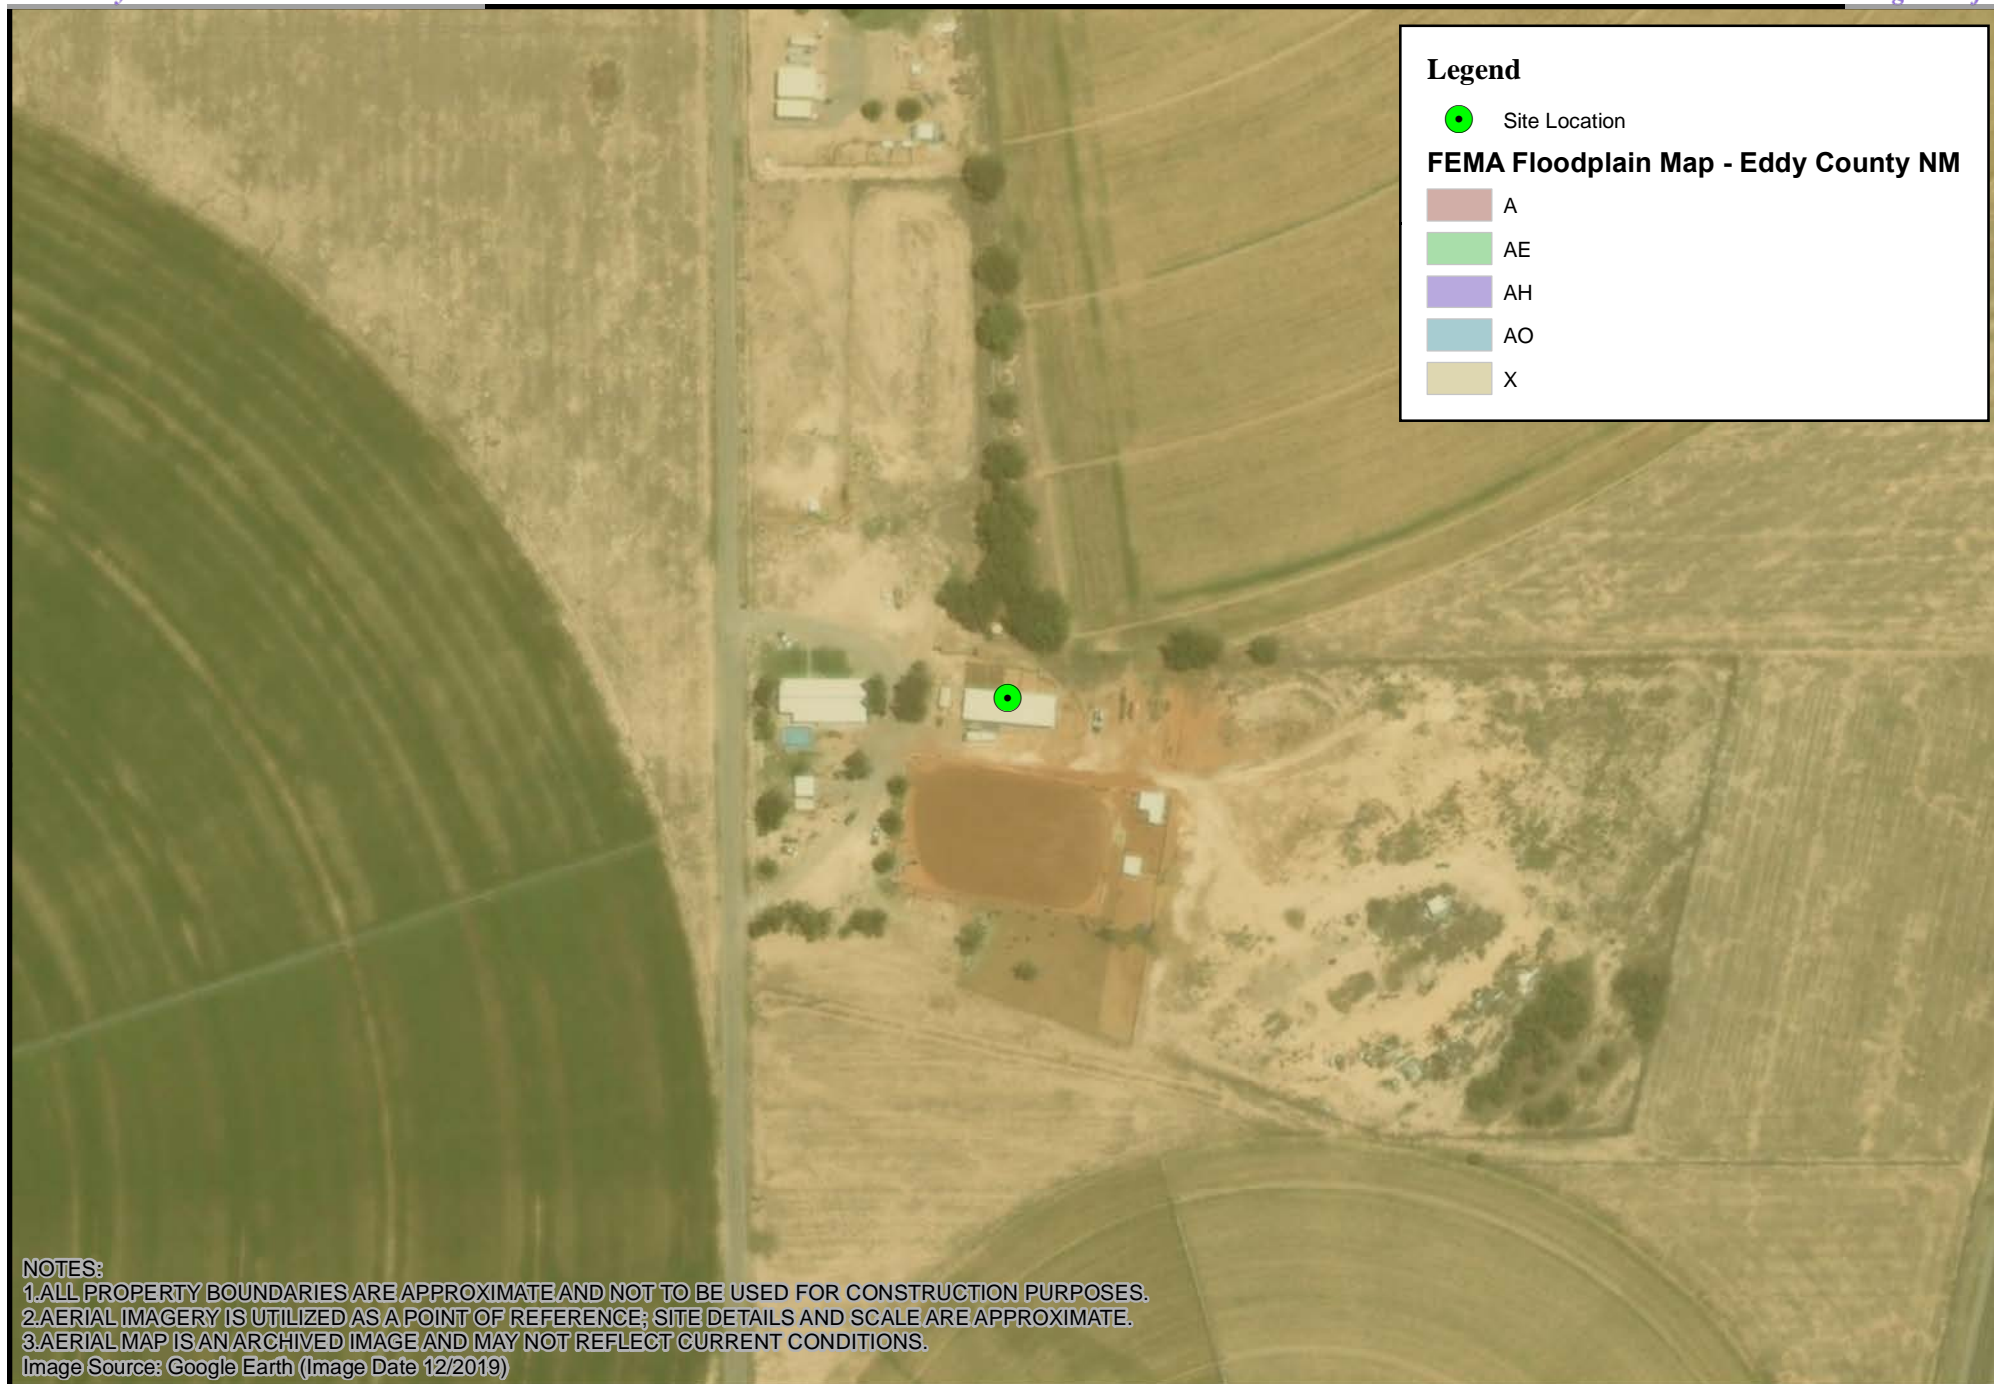 Legend
Site Location
FEMA Floodplain Map - Eddy County NM
A
AE
AH
AO
X
NOTES:
1.ALL PROPERTY BOUNDARIES ARE APPROXIMATE AND NOT TO BE USED FOR CONSTRUCTION PURPOSES.
2.AERIAL IMAGERY IS UTILIZED AS A POINT OF REFERENCE; SITE DETAILS AND SCALE ARE APPROXIMATE.
3.AERIAL MAP IS AN ARCHIVED IMAGE AND MAY NOT REFLECT CURRENT CONDITIONS.
Image Source: Google Earth (Image Date 12/2019)